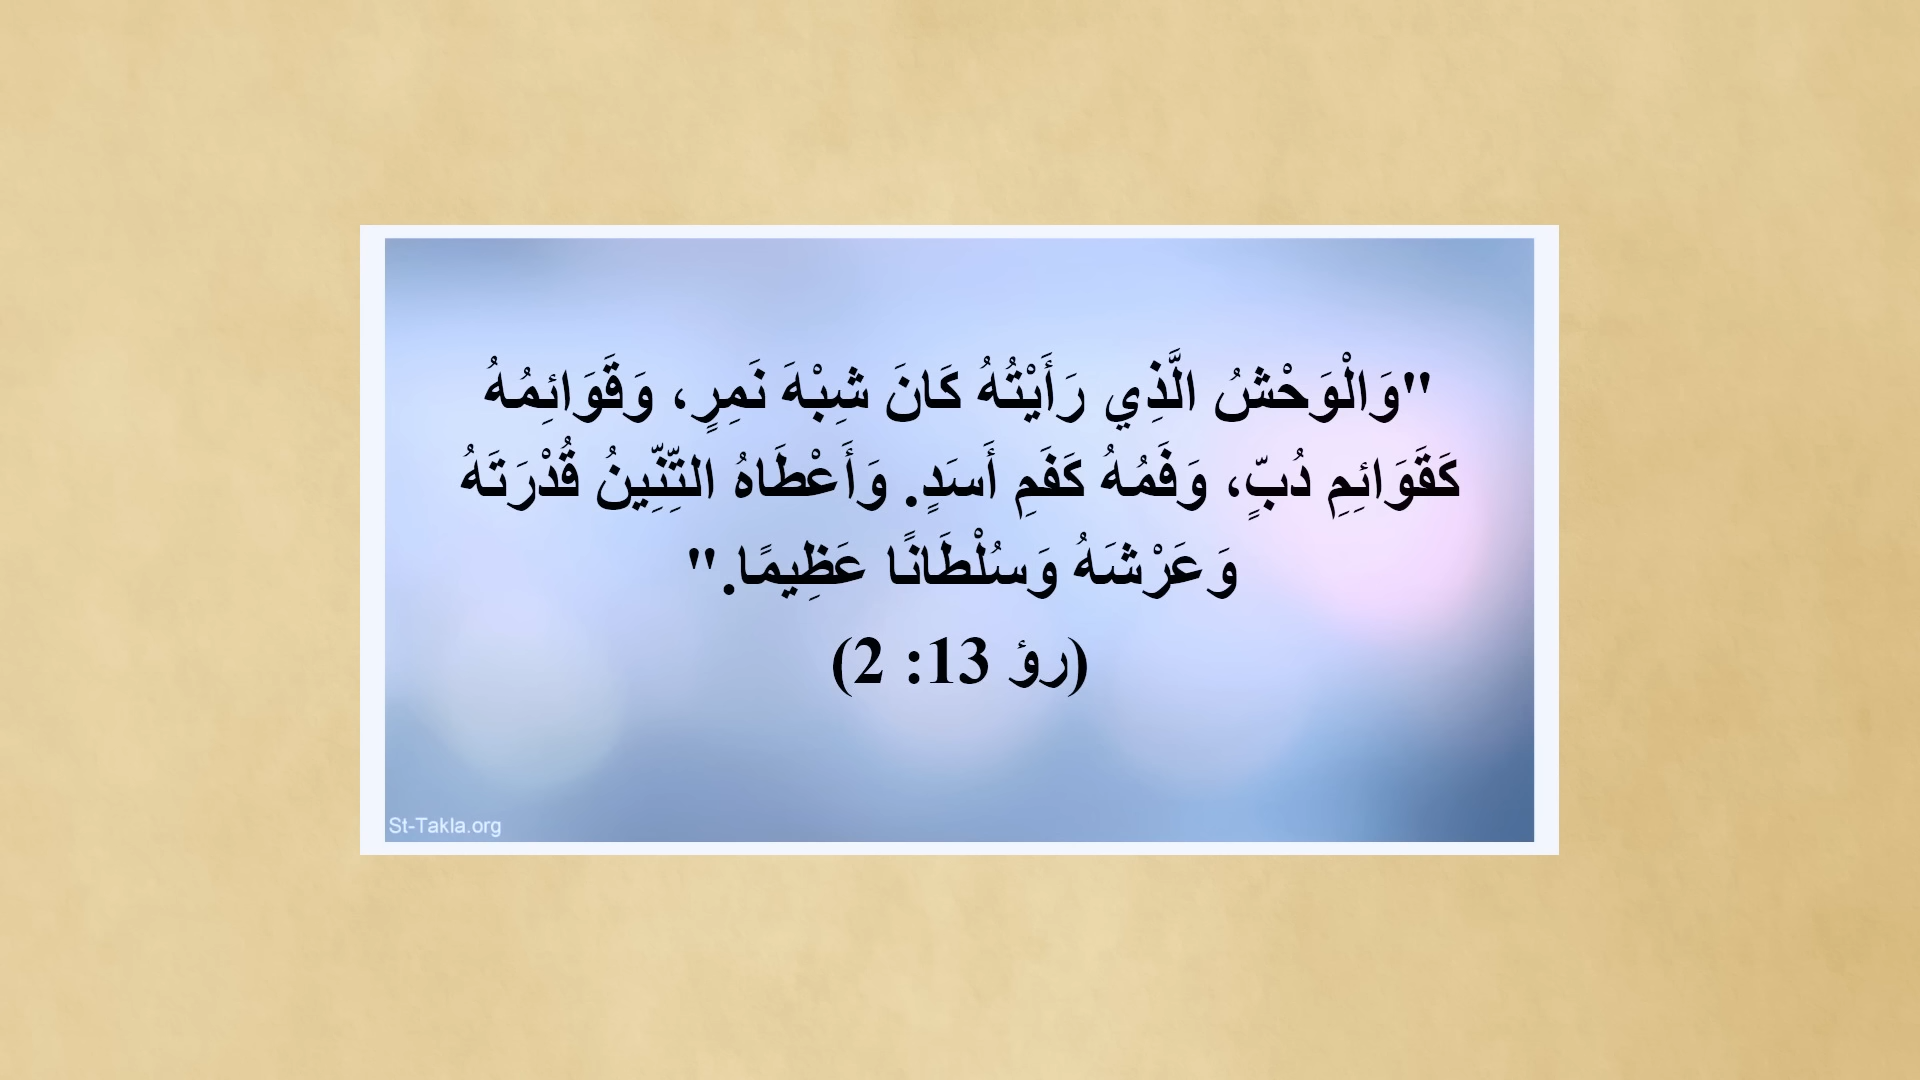 "وَالْوَحْشُ الَّذِي رَأَيْتُهُ كَانَ شِبْهَ نَمِرٍ، وَقَوَائِمُهُ
كَقَوَائِمِ دُبٍّ، وَفَمُهُ كَفَمِ أَسَدٍ. وَأَعْطَاهُ التِّنِّينُ قُدْرَتَهُ
وَعَرْشَهُ وَسُلْطَانًا عَظِيمًا."
(رؤ 13: 2)
St-Takla.org